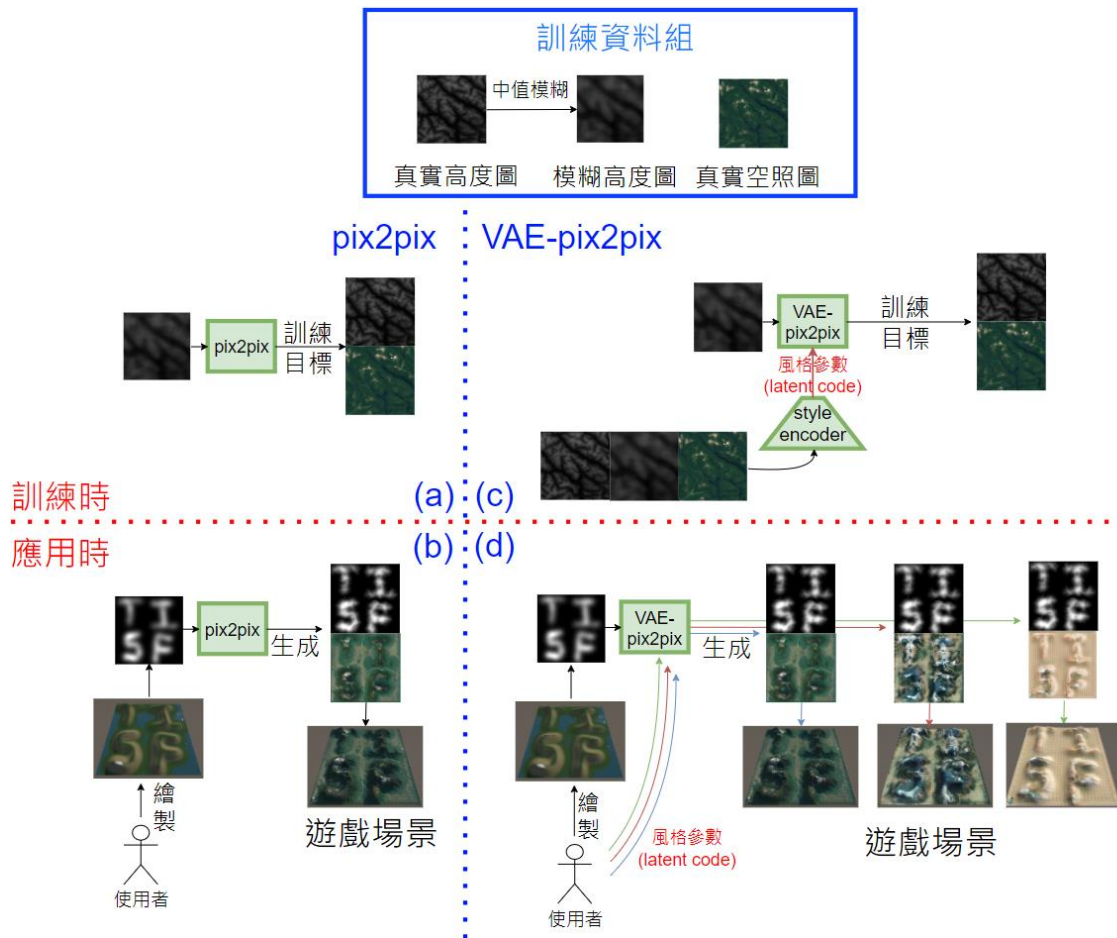 訓練資料組
中值模糊
真實高度圖
模糊高度圖
真實空照圖
pix2pix
VAE-pix2pix
pix2pix
訓練
目標
VAE-
pix2pix
訓練
目標
風格參數
(latent code)
style
encoder
訓練時
(a)
(c)
應用時
(b)
(d)
T I
S F
pix2pix
生成
T I
S F
繪
製
使用者
遊戲場景
T I
S F
VAE-
pix2pix
生成
T I
S F
T I
S F
T I
S F
繪
製
風格參數
(latent code)
使用者
遊戲場景